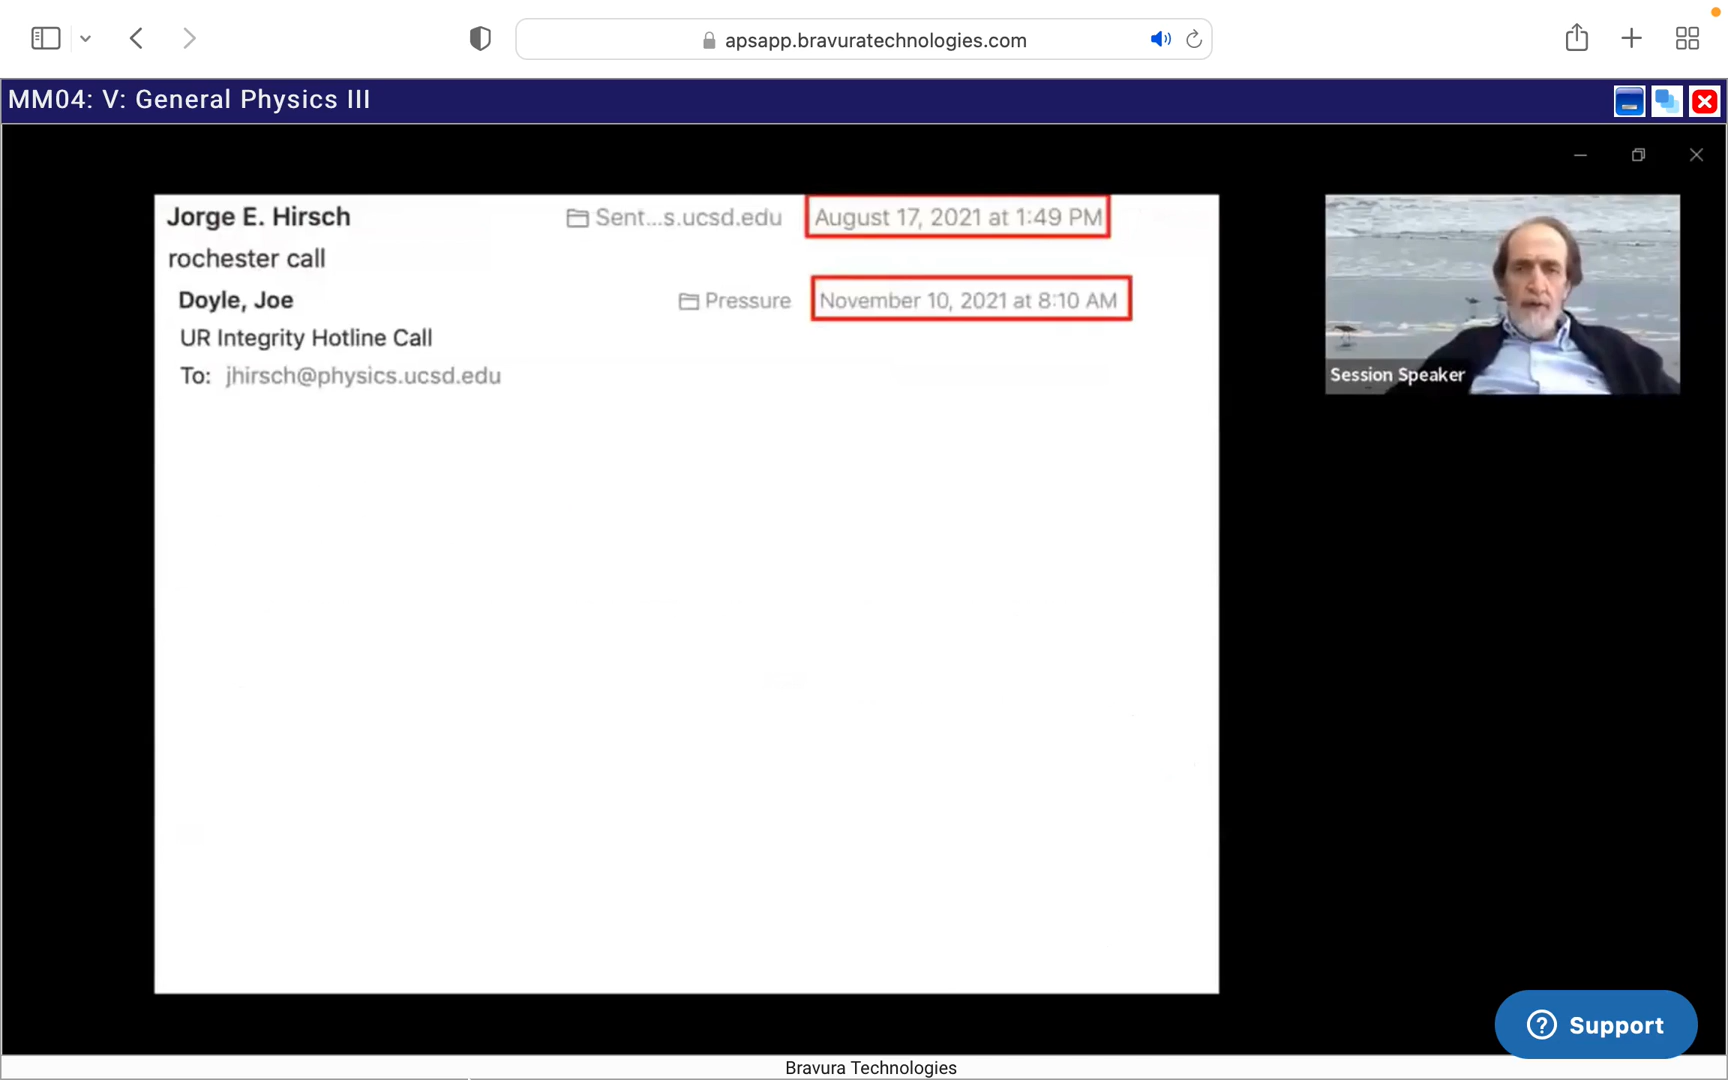 apsapp.bravuratechnologies.com
MM04: V: General Physics III
Jorge E. Hirsch Sent...s.ucsd.edu August 17, 2021 at 1:49 PM
rochester call
Doyle, Joe Pressure November 10, 2021 at 8:10 AM
UR Integrity Hotline Call
To: jhirsch@physics.ucsd.edu
Session Speaker
Support
Bravura Technologies